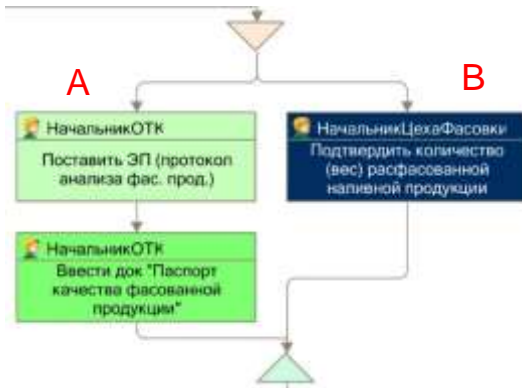 A
B
НачальникОТК
Поставить ЭП (протокол
анализа фас. прод.)
НачальникЦехаФасовки
Подтвердить количество
(вес) расфасованной
наливной продукции
НачальникОТК
Ввести док "Паспорт
качества фасованной
продукции"